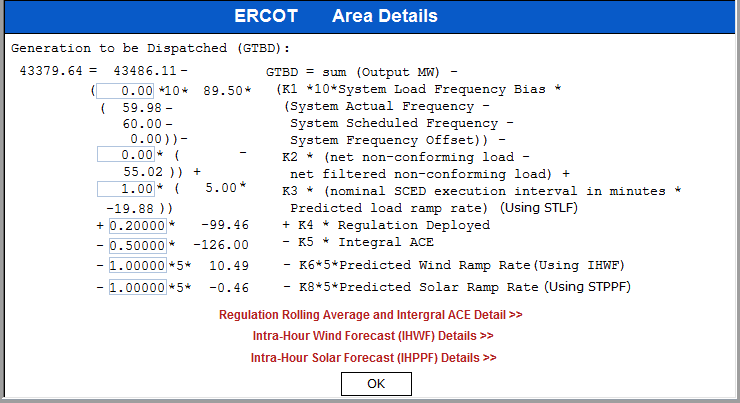 ERCOT Area Details
Generation to be Dispatched (GTBD):
43379.64 = 43486.11 - GTBD = sum (Output MW) -
( 0.00 *10* 89.50* (K1 *10*System Load Frequency Bias *
( 59.98 - (System Actual Frequency -
60.00 - System Scheduled Frequency -
0.00 )) - System Frequency Offset)) -
0.00 * ( - K2 * (net non-conforming load -
55.02 )) + net filtered non-conforming load) +
1.00 * ( 5.00 * K3 * (nominal SCED execution interval in minutes *
-19.88 )) Predicted load ramp rate) (Using STLF)
+ 0.20000 * -99.46 + K4 * Regulation Deployed
- 0.50000 * -126.00 - K5 * Integral ACE
- 1.00000 *5* 10.49 - K6*5*Predicted Wind Ramp Rate (Using IHWF)
- 1.00000 *5* -0.46 - K8*5*Predicted Solar Ramp Rate (Using STPPF)
Regulation Rolling Average and Intergral ACE Detail >>
Intra-Hour Wind Forecast (IHWF) Details >>
Intra-Hour Solar Forecast (IHPPF) Details >>
OK